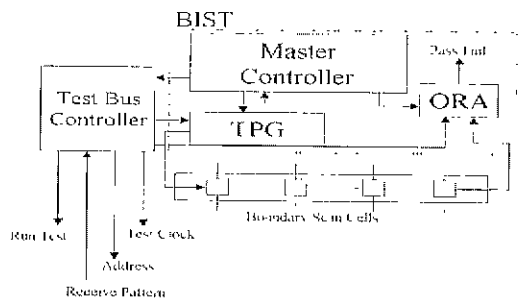 BIST
Master
Controller
Pass Fail
Test Bus
Controller
TPG
ORA
Boundary Scan Cells
Run Test
Test Clock
Address
Receive Pattern